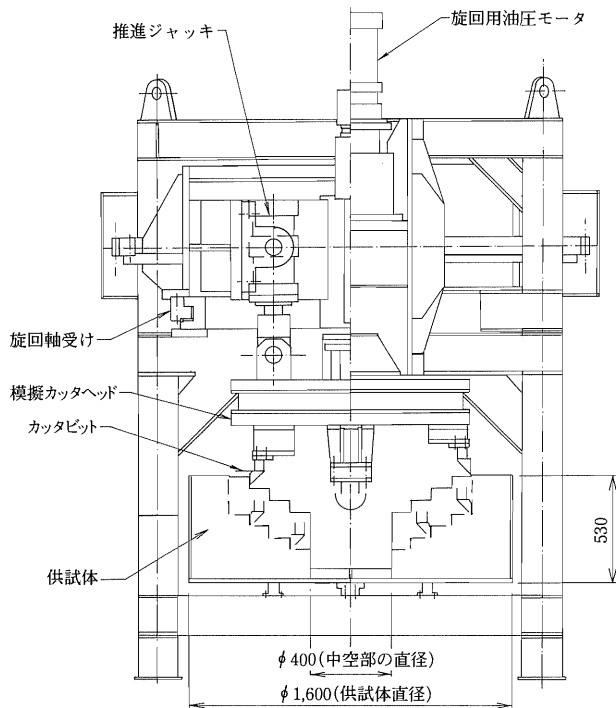 推進ジャッキ
旋回用油圧モータ
旋回軸受け
模擬カッタヘッド
カッタビット
供試体
530
φ400(中空部の直径)
φ1,600(供試体直径)